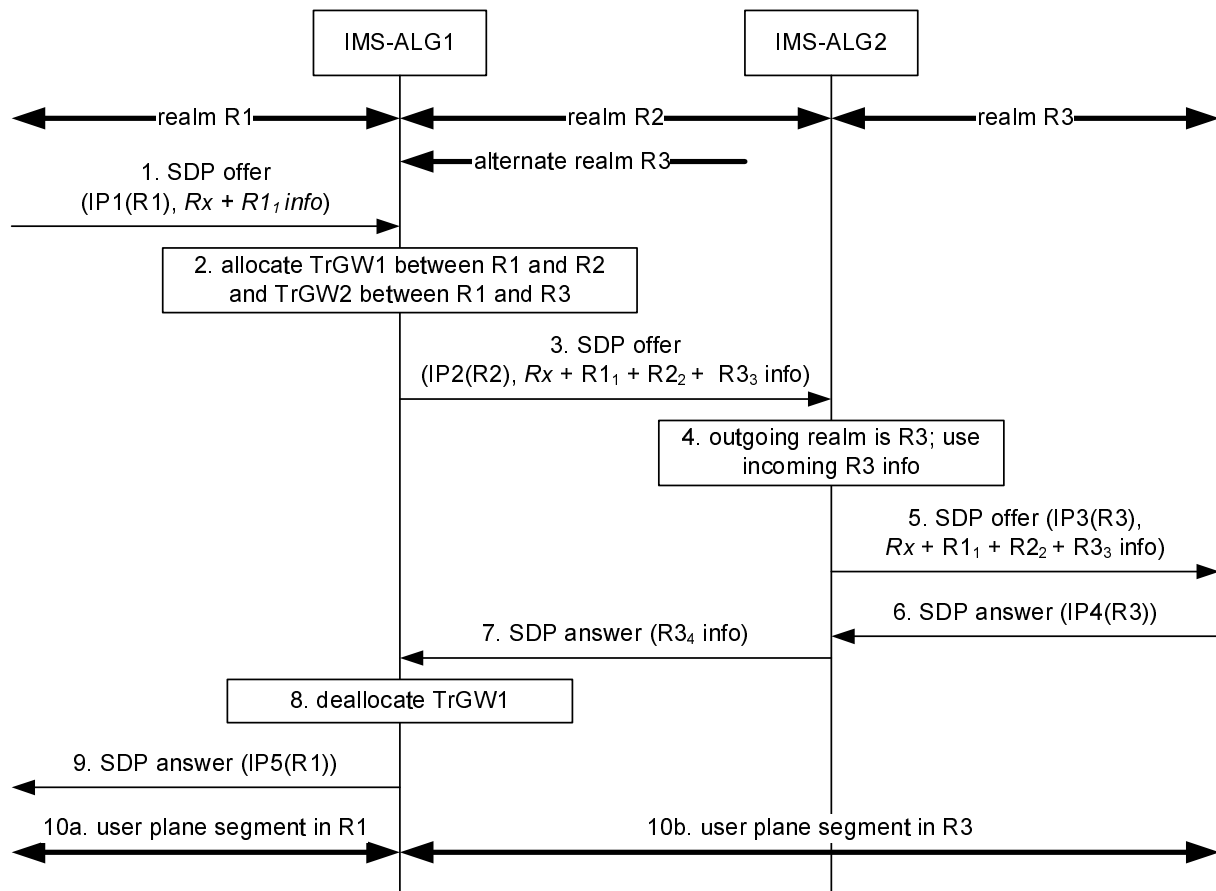 IMS-ALG1
IMS-ALG2
realm R1
realm R2
realm R3
alternate realm R3
1. SDP offer
(IP1(R1), Rx + R1₁ info)
2. allocate TrGW1 between R1 and R2
and TrGW2 between R1 and R3
3. SDP offer
(IP2(R2), Rx + R1₁ + R2₂ + R3₃ info)
4. outgoing realm is R3; use
incoming R3 info
5. SDP offer (IP3(R3),
Rx + R1₁ + R2₂ + R3₃ info)
6. SDP answer (IP4(R3))
7. SDP answer (R3₄ info)
8. deallocate TrGW1
9. SDP answer (IP5(R1))
10a. user plane segment in R1
10b. user plane segment in R3